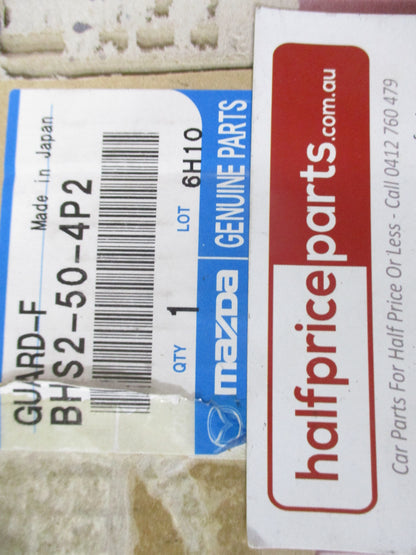 GUARD-F
Made in Japan
BHS2-50-4P2
QTY 1
LOT 6H10
mazda | GENUINE PARTS
halfpriceparts.com.au
Car Parts For Half Price Or Less - Call 0412 760 479